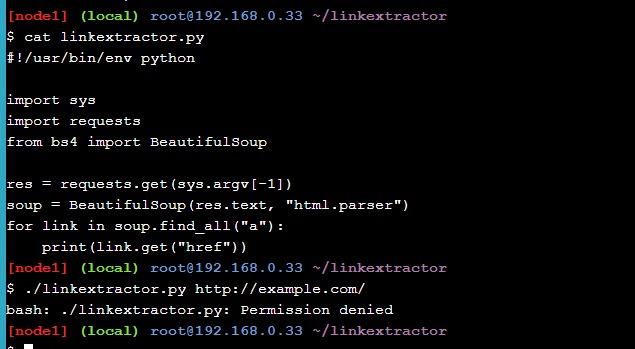 [node1] (local) root@192.168.0.33 ~/linkextractor
$ cat linkextractor.py
#!/usr/bin/env python

import sys
import requests
from bs4 import BeautifulSoup

res = requests.get(sys.argv[-1])
soup = BeautifulSoup(res.text, "html.parser")
for link in soup.find_all("a"):
    print(link.get("href"))
[node1] (local) root@192.168.0.33 ~/linkextractor
$ ./linkextractor.py http://example.com/
bash: ./linkextractor.py: Permission denied
[node1] (local) root@192.168.0.33 ~/linkextractor
$